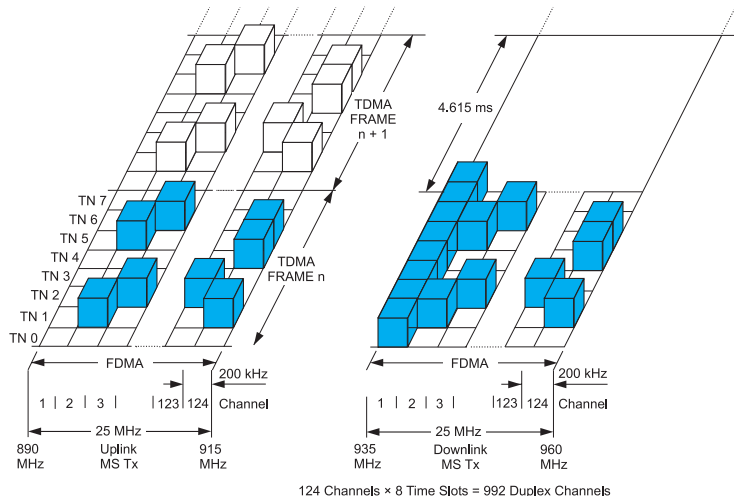 TDMA
FRAME
n + 1
4.615 ms
TN 7
TN 6
TN 5
TN 4
TN 3
TN 2
TN 1
TN 0
TDMA
FRAME n
FDMA
200 kHz
1 | 2 | 3 | | 123 | 124 Channel
25 MHz
890
MHz
Uplink
MS Tx
915
MHz
FDMA
200 kHz
1 | 2 | 3 | | 123 | 124 Channel
25 MHz
935
MHz
Downlink
MS Tx
960
MHz
124 Channels × 8 Time Slots = 992 Duplex Channels